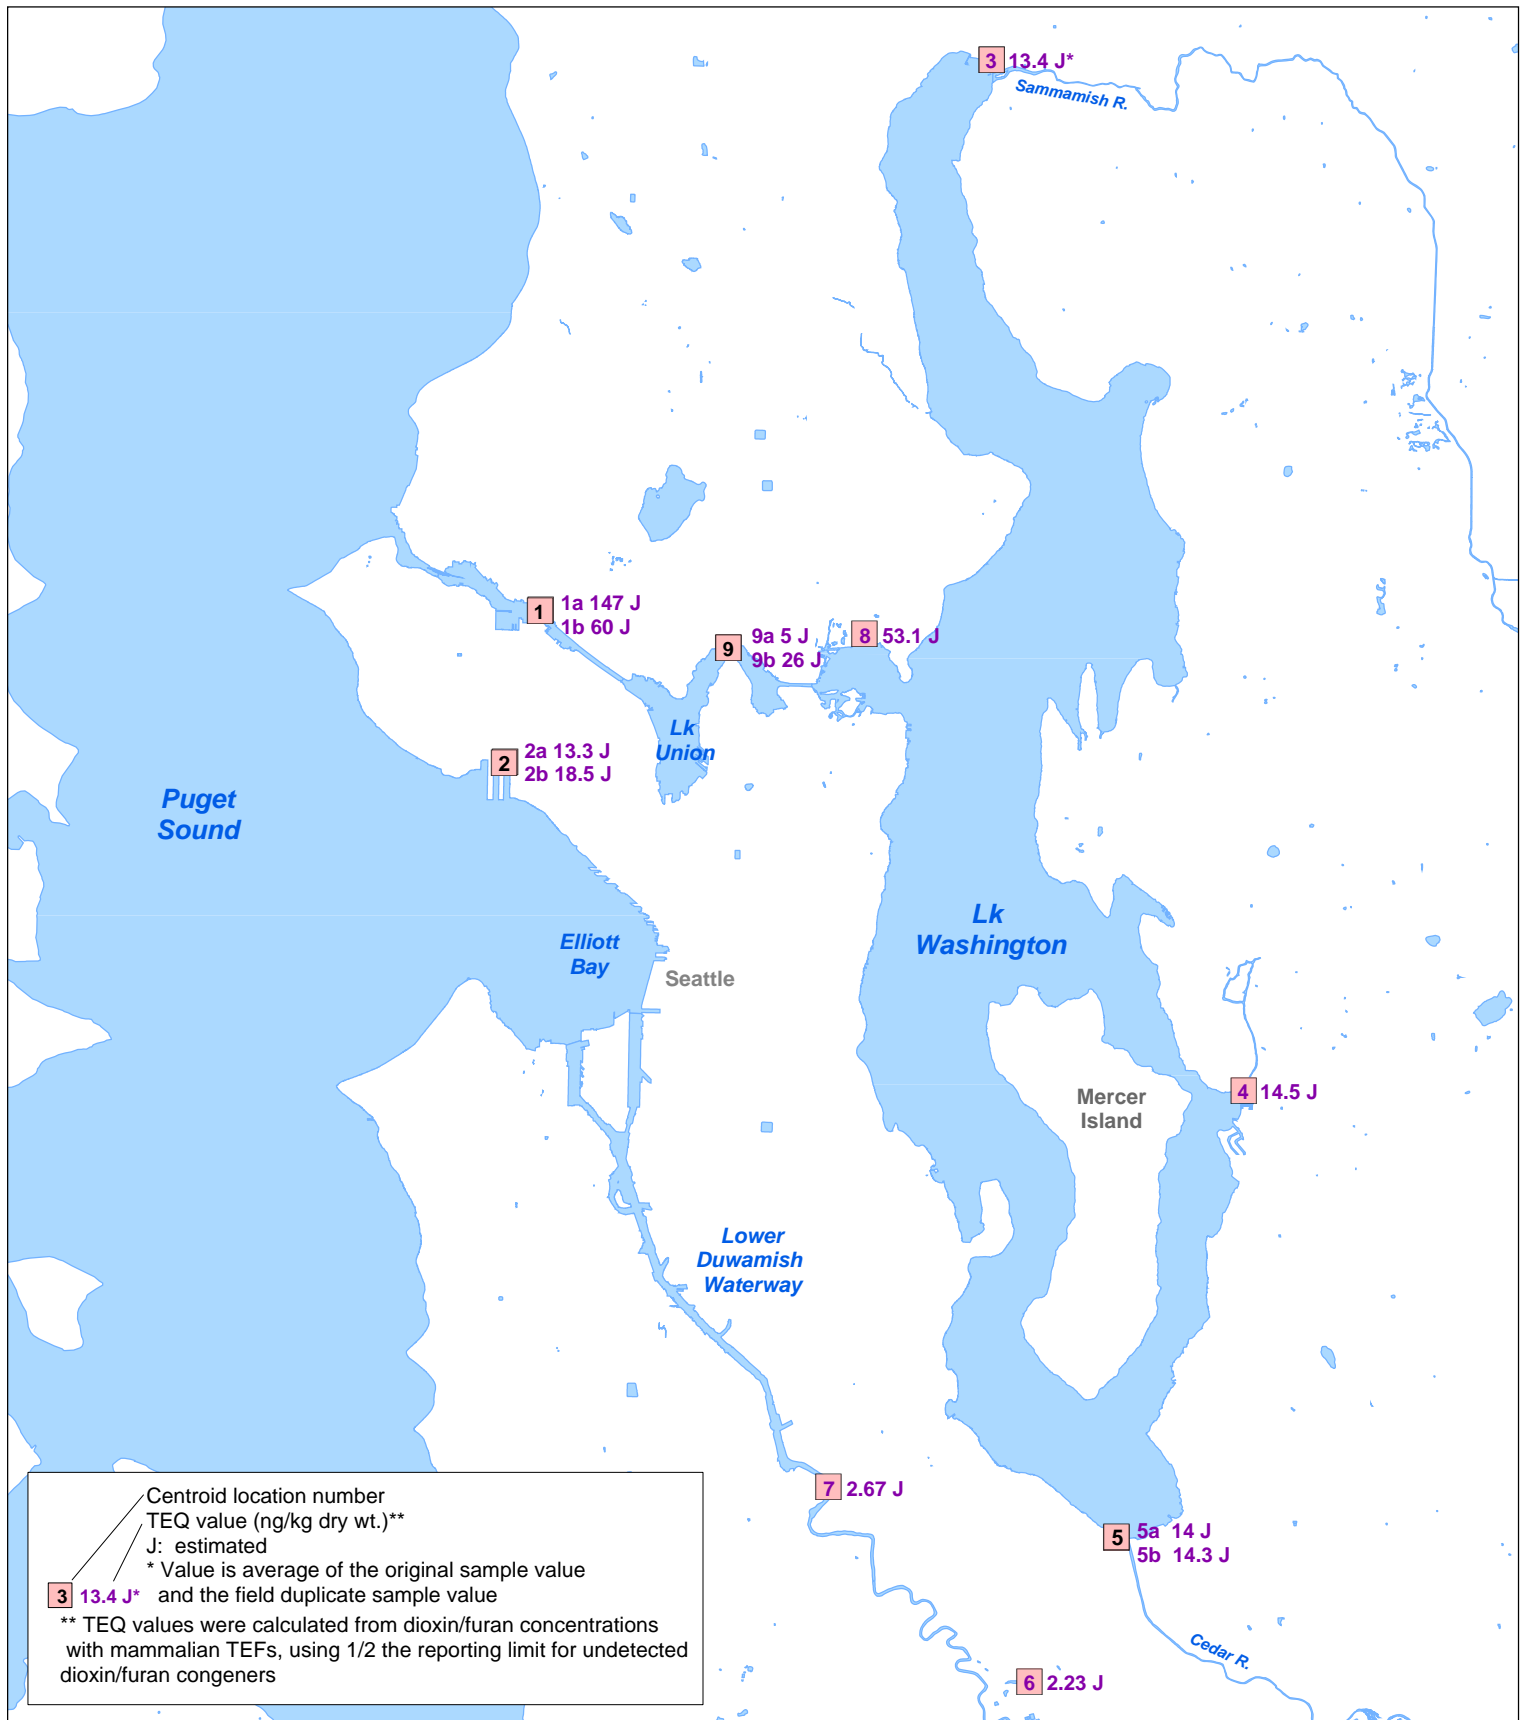 3 13.4 J*
Sammamish R.
1 1a 147 J
1b 60 J
9 9a 5 J
9b 26 J
8 53.1 J
Lk
Union
2 2a 13.3 J
2b 18.5 J
Puget
Sound
Lk
Washington
Elliott
Bay
Seattle
Mercer
Island
4 14.5 J
Lower
Duwamish
Waterway
7 2.67 J
5 5a 14 J
5b 14.3 J
Cedar R.
6 2.23 J
Centroid location number
TEQ value (ng/kg dry wt.)**
J: estimated
* Value is average of the original sample value
3 13.4 J* and the field duplicate sample value
** TEQ values were calculated from dioxin/furan concentrations
with mammalian TEFs, using 1/2 the reporting limit for undetected
dioxin/furan congeners